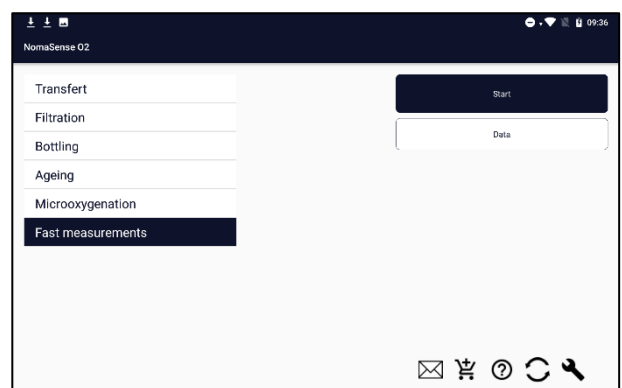 09:36
NomaSense O2
Transfert
Filtration
Bottling
Ageing
Microoxygenation
Fast measurements
Start
Data